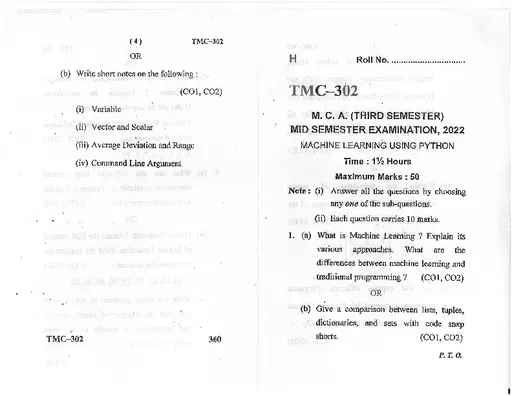 (4)
TMC–302
OR
(b) Write short notes on the following :
(CO1, CO2)
(i) Variable
(ii) Vector and Scalar
(iii) Average Deviation and Range
(iv) Command Line Argument
TMC–302
360
H
Roll No. ..............................
TMC–302
M. C. A. (THIRD SEMESTER)
MID SEMESTER EXAMINATION, 2022
MACHINE LEARNING USING PYTHON
Time : 1½ Hours
Maximum Marks : 50
Note : (i) Answer all the questions by choosing
any one of the sub-questions.
(ii) Each question carries 10 marks.
1. (a) What is Machine Learning ? Explain its
various approaches. What are the
differences between machine learning and
traditional programming ? (CO1, CO2)
OR
(b) Give a comparison between lists, tuples,
dictionaries, and sets with code snap
shorts. (CO1, CO2)
P. T. O.